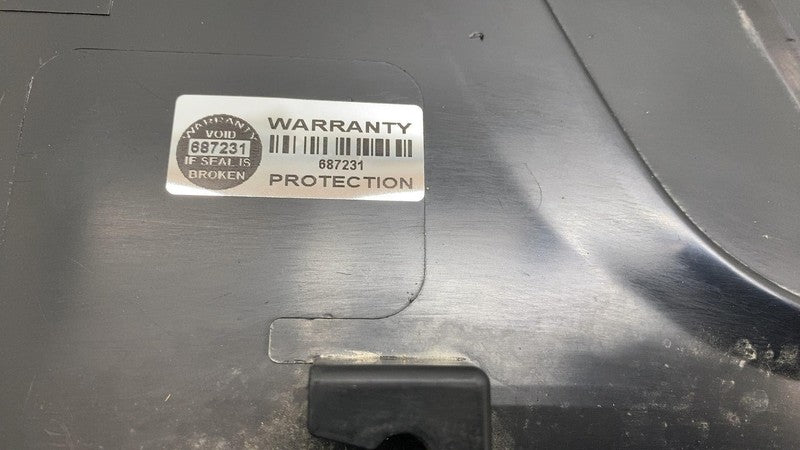 WARRANTY
VOID
687231
IF SEAL IS
BROKEN
WARRANTY
687231
PROTECTION